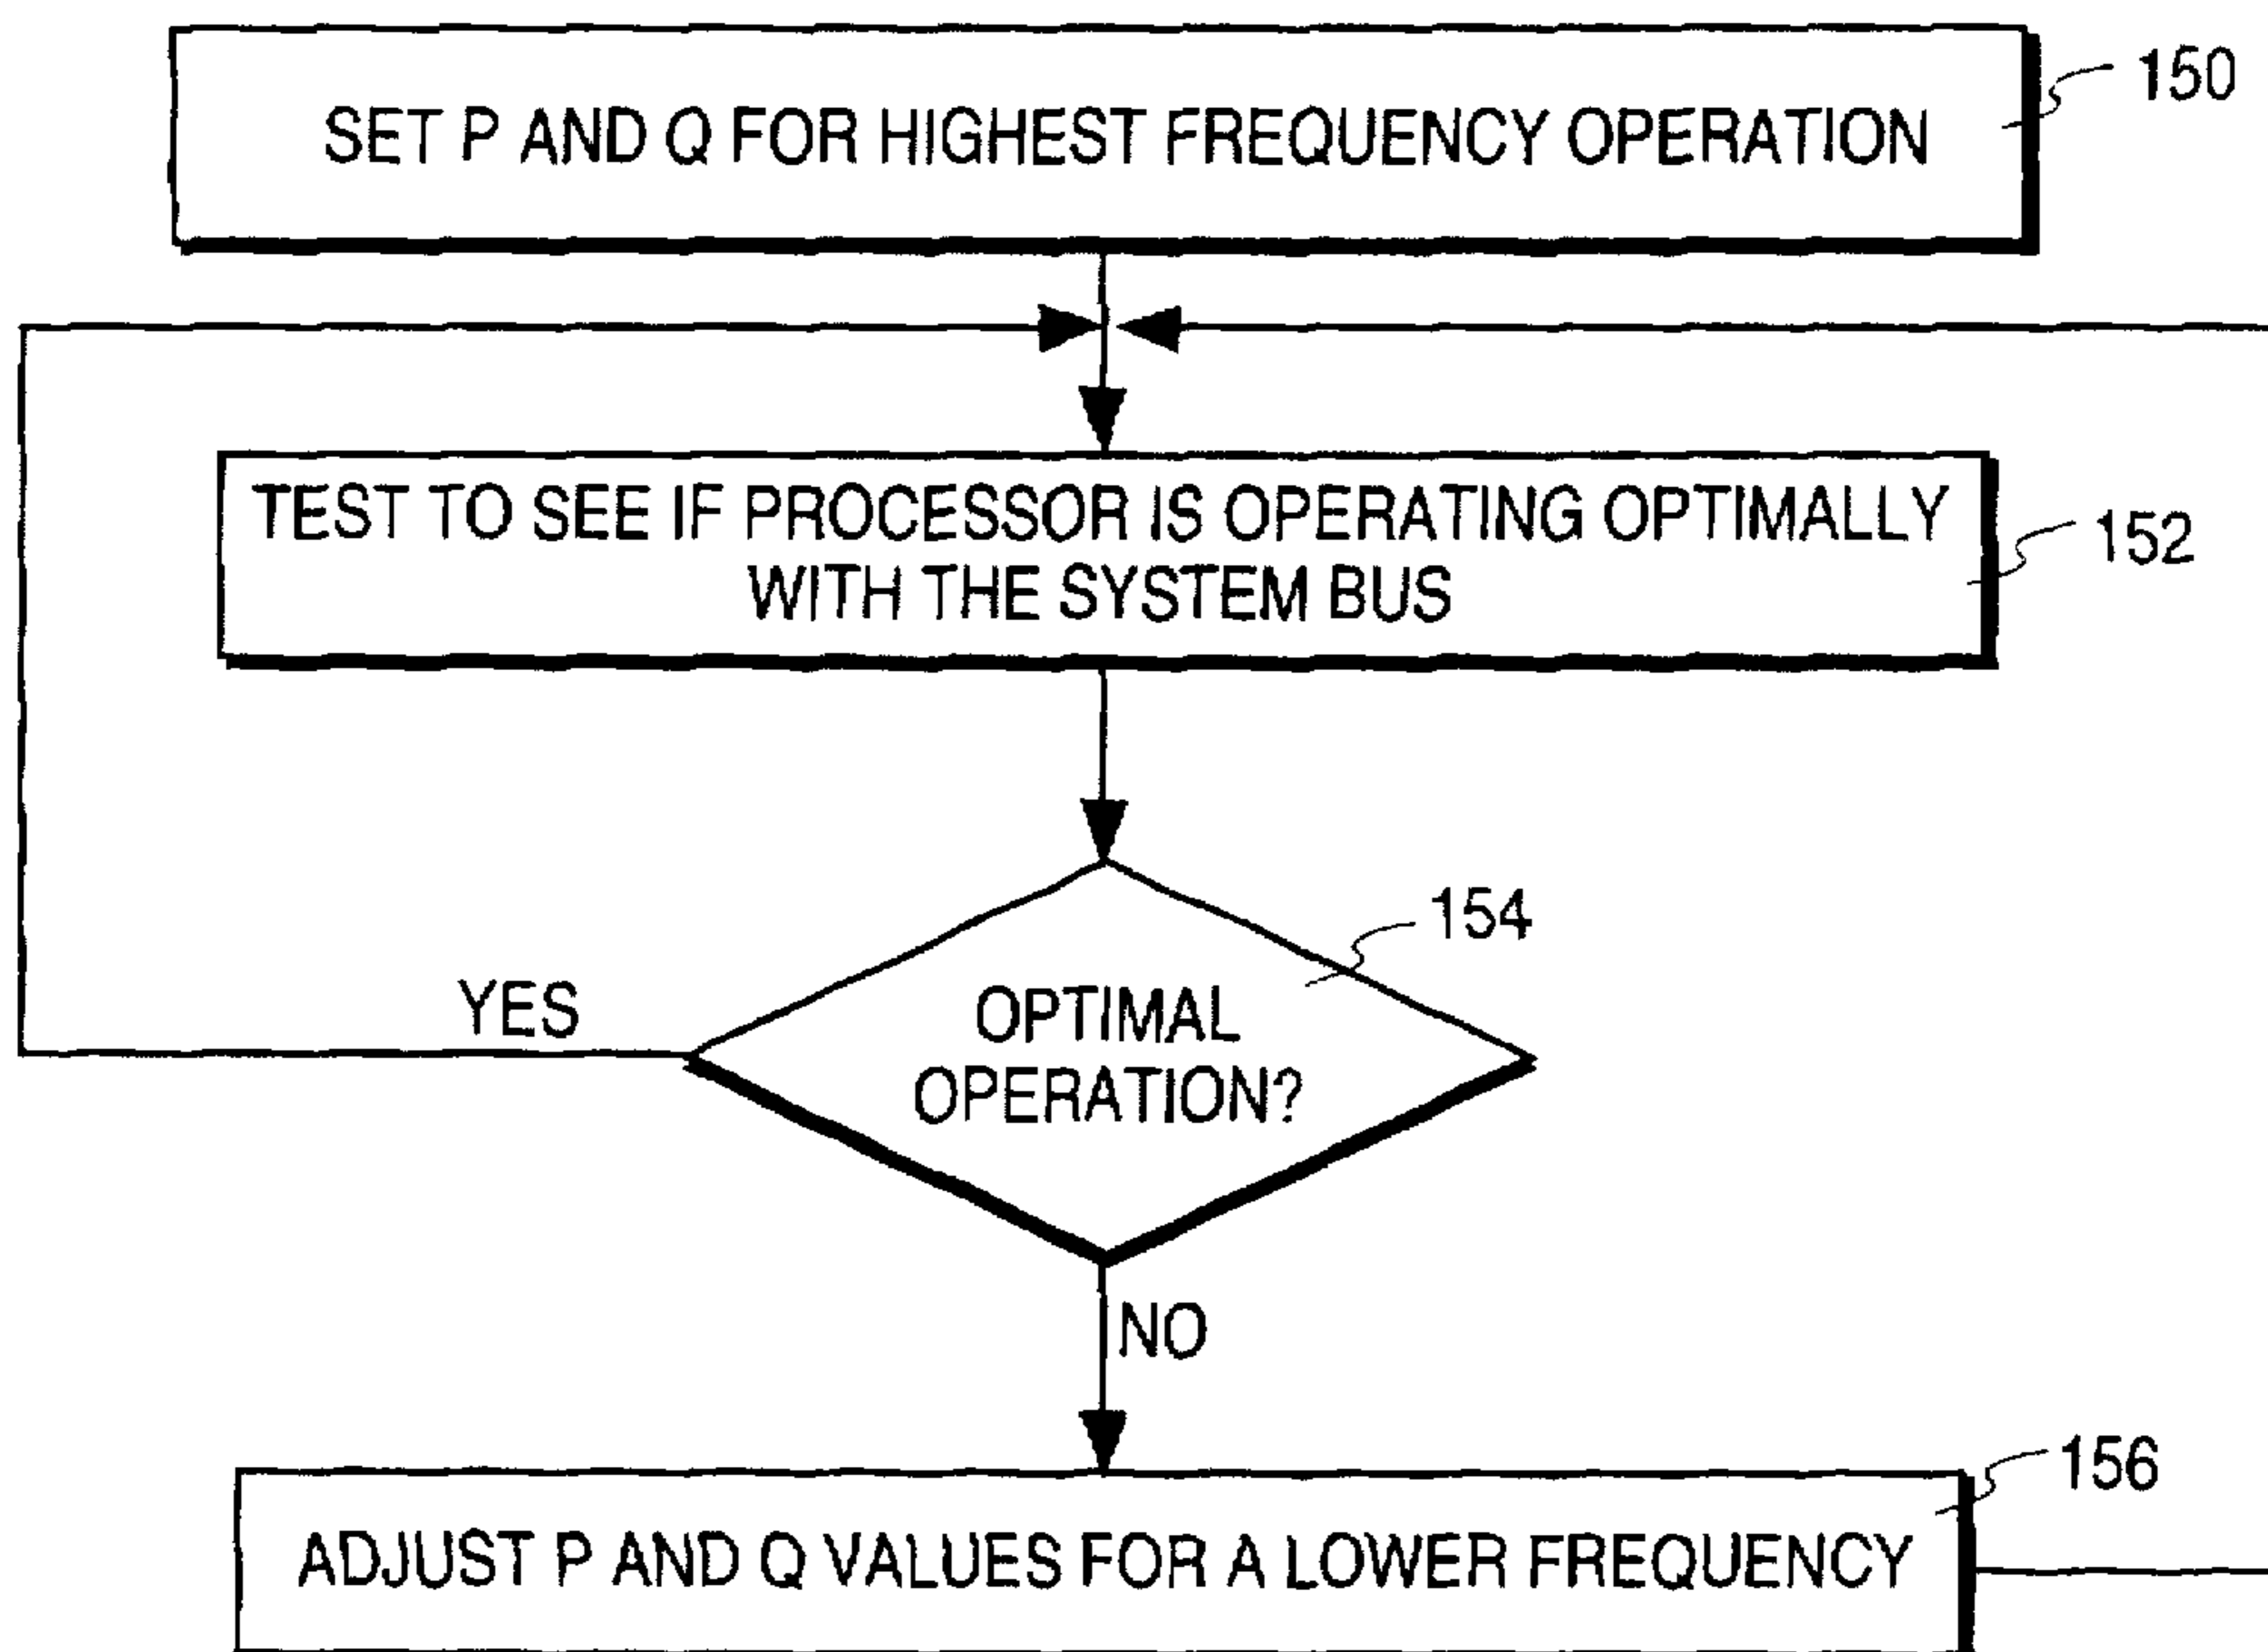 SET P AND Q FOR HIGHEST FREQUENCY OPERATION
150
TEST TO SEE IF PROCESSOR IS OPERATING OPTIMALLY
WITH THE SYSTEM BUS
152
154
YES
OPTIMAL
OPERATION?
NO
156
ADJUST P AND Q VALUES FOR A LOWER FREQUENCY